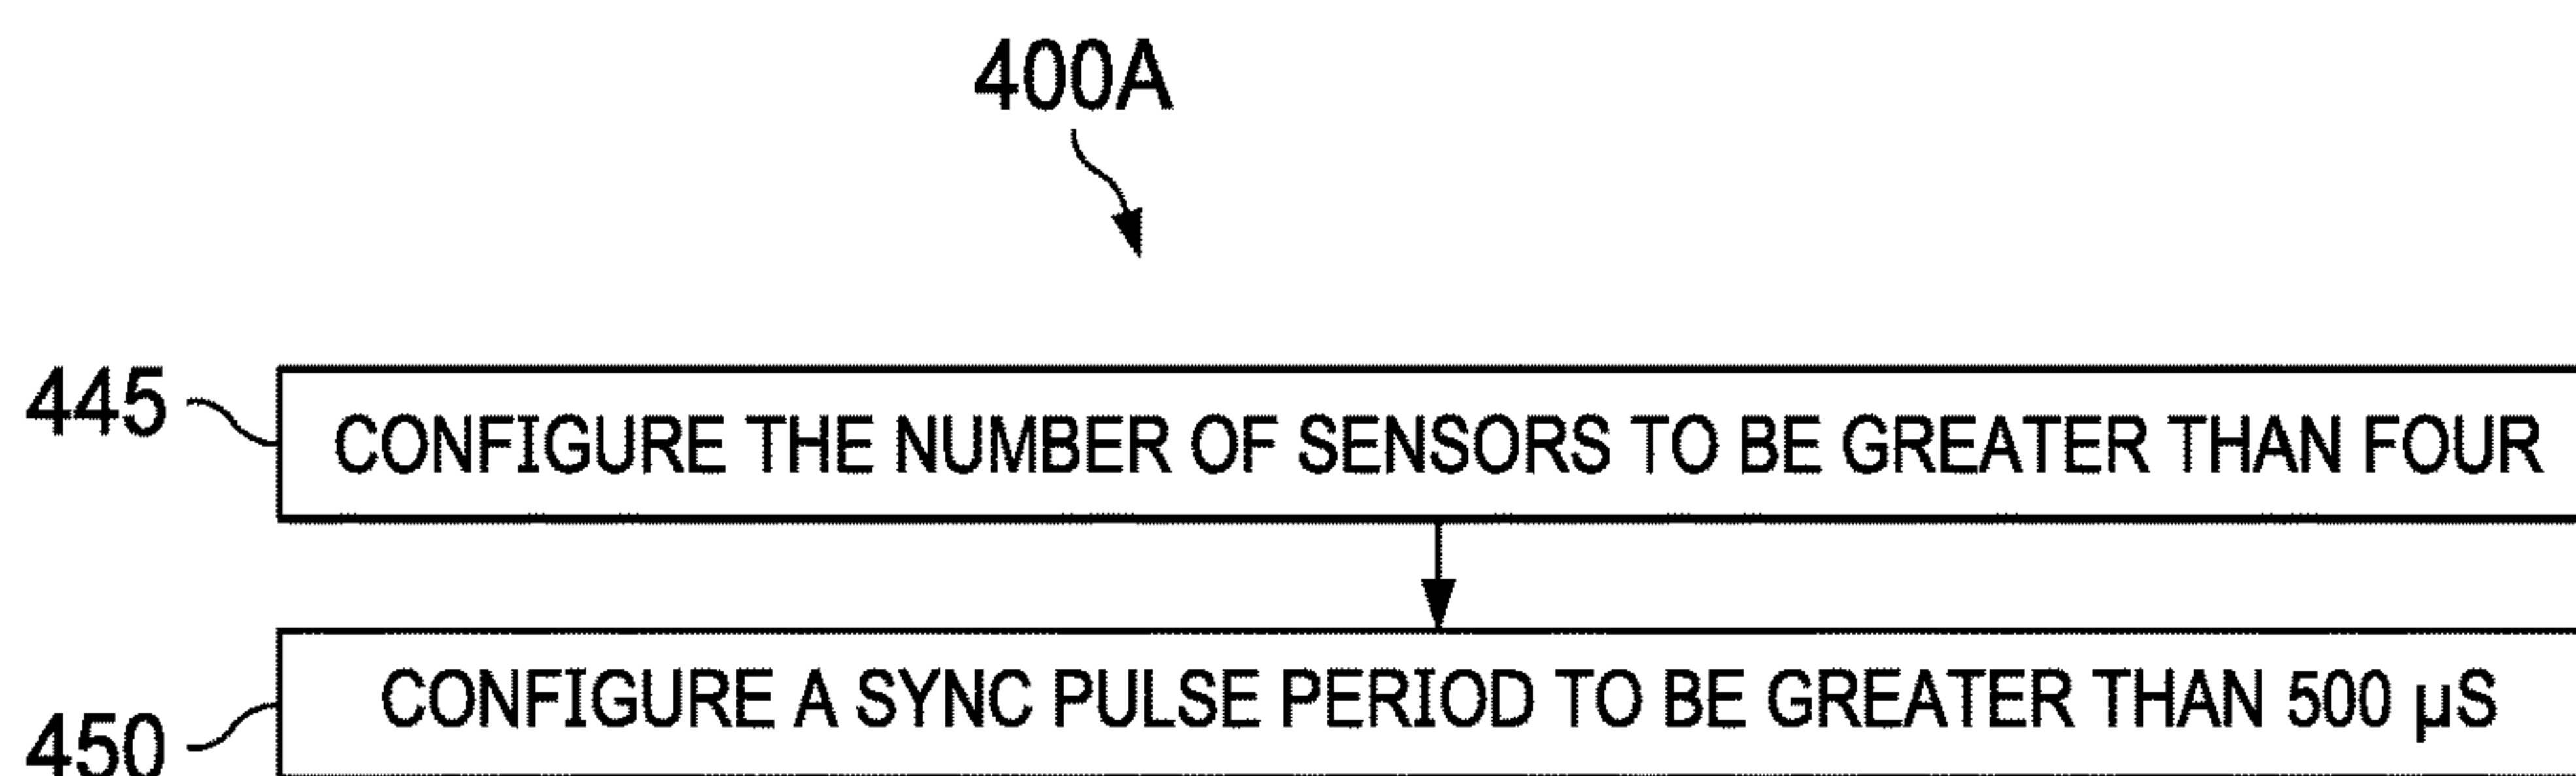 400A
445
CONFIGURE THE NUMBER OF SENSORS TO BE GREATER THAN FOUR
450
CONFIGURE A SYNC PULSE PERIOD TO BE GREATER THAN 500 µS